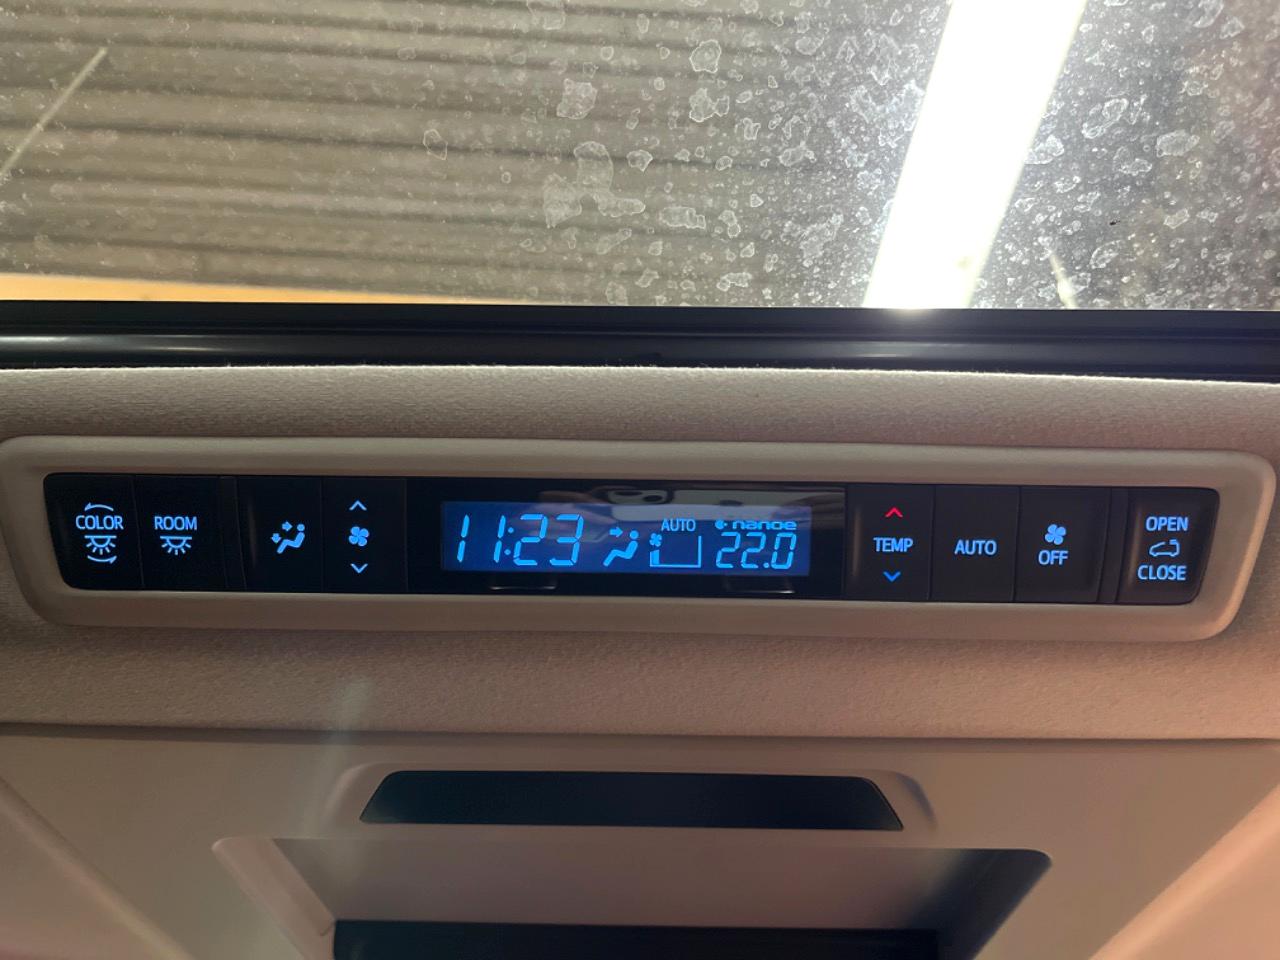 COLOR
ROOM
11:23
AUTO
nanoe
22.0
TEMP
AUTO
OFF
OPEN
CLOSE